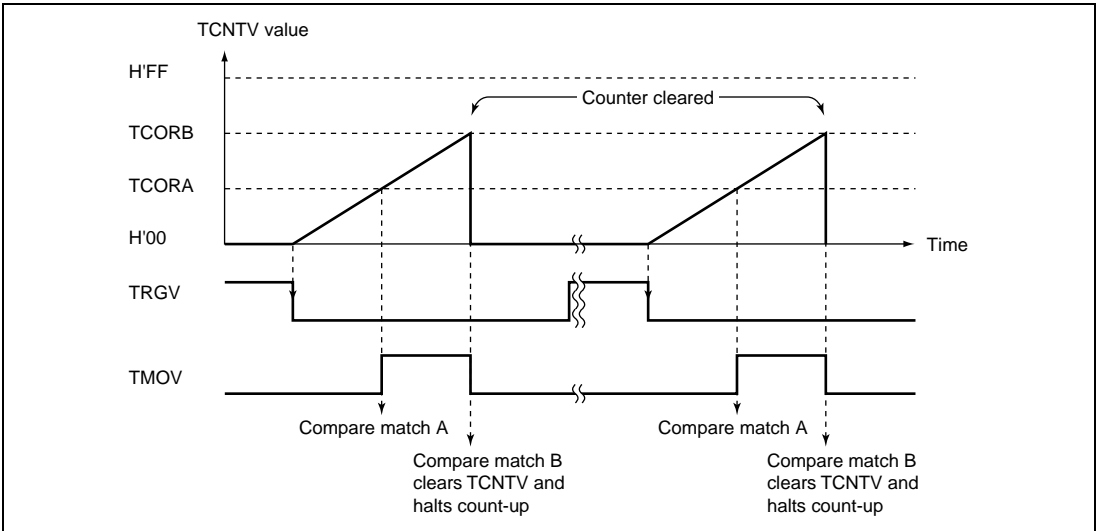 TCNTV value
H'FF
Counter cleared
TCORB
TCORA
H'00
Time
TRGV
TMOV
Compare match A
Compare match A
Compare match B
clears TCNTV and
halts count-up
Compare match B
clears TCNTV and
halts count-up